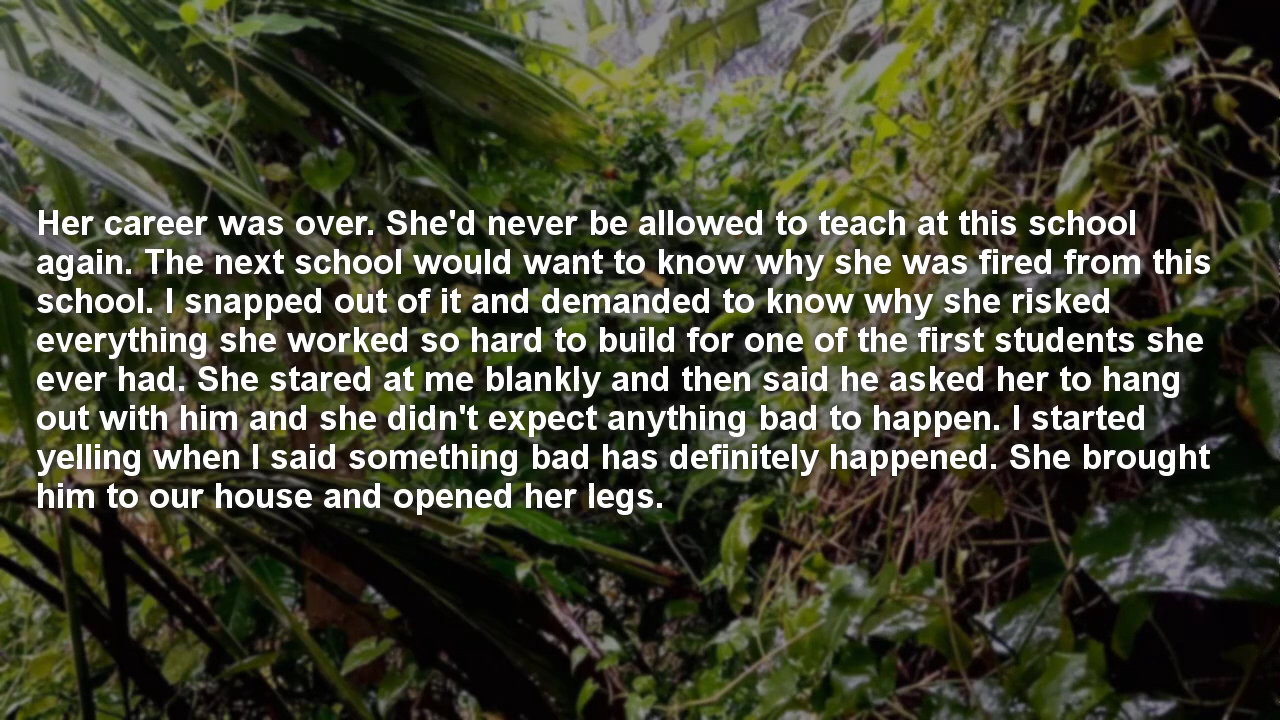 Her career was over. She'd never be allowed to teach at this school
again. The next school would want to know why she was fired from this
school. I snapped out of it and demanded to know why she risked
everything she worked so hard to build for one of the first students she
ever had. She stared at me blankly and then said he asked her to hang
out with him and she didn't expect anything bad to happen. I started
yelling when I said something bad has definitely happened. She brought
him to our house and opened her legs.